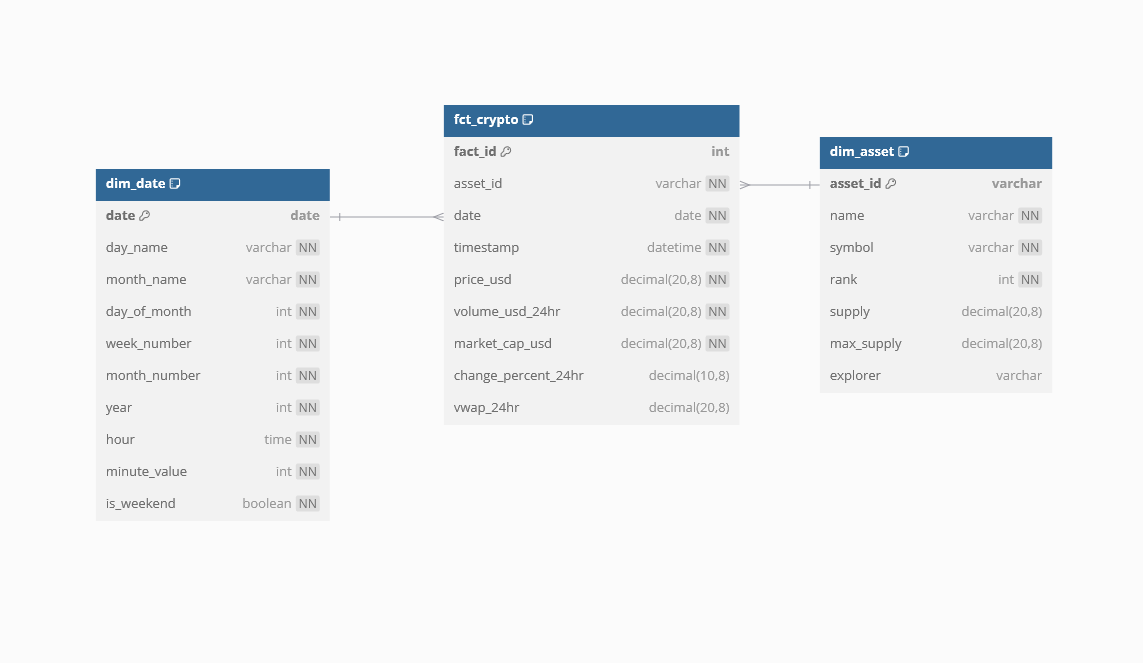 dim_date
date date
day_name varchar NN
month_name varchar NN
day_of_month int NN
week_number int NN
month_number int NN
year int NN
hour time NN
minute_value int NN
is_weekend boolean NN
fct_crypto
fact_id int
asset_id varchar NN
date date NN
timestamp datetime NN
price_usd decimal(20,8) NN
volume_usd_24hr decimal(20,8) NN
market_cap_usd decimal(20,8) NN
change_percent_24hr decimal(10,8)
vwap_24hr decimal(20,8)
dim_asset
asset_id varchar
name varchar NN
symbol varchar NN
rank int NN
supply decimal(20,8)
max_supply decimal(20,8)
explorer varchar